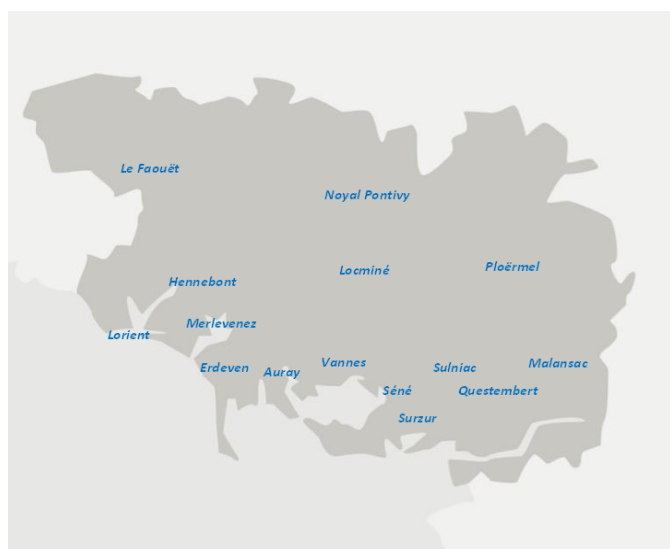 Le Faouët
Noyal Pontivy
Ploërmel
Locminé
Hennebont
Merlevenez
Lorient
Vannes
Malansac
Erdeven
Sulniac
Auray
Séné
Questembert
Surzur